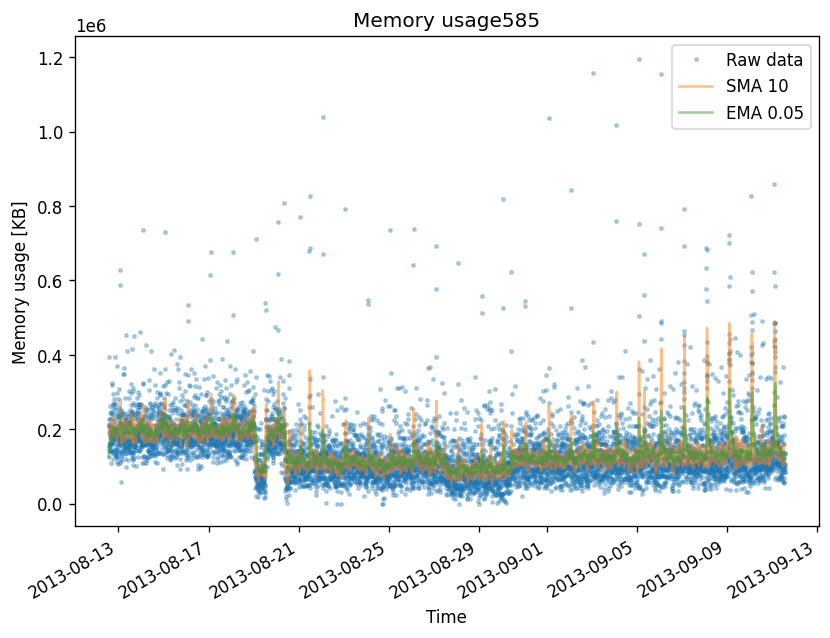 Memory usage585
1e6
Raw data
SMA 10
EMA 0.05
1.2
1.0
0.8
0.6
0.4
0.2
0.0
Memory usage [KB]
2013-08-13
2013-08-17
2013-08-21
2013-08-25
2013-08-29
2013-09-01
2013-09-05
2013-09-09
2013-09-13
Time